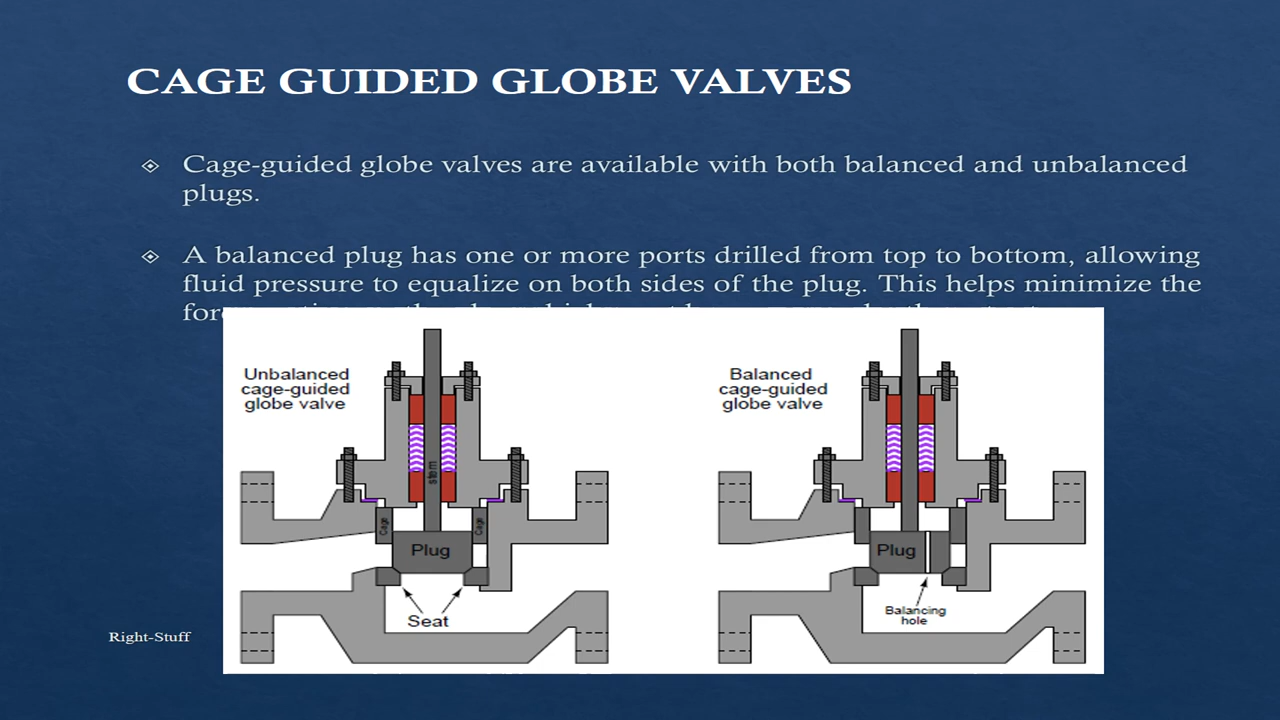 CAGE GUIDED GLOBE VALVES
Cage-guided globe valves are available with both balanced and unbalanced
plugs.
A balanced plug has one or more ports drilled from top to bottom, allowing
fluid pressure to equalize on both sides of the plug. This helps minimize the
Unbalanced
cage-guided
globe valve
stem
Cage
Cage
Plug
Seat
Balanced
cage-guided
globe valve
Plug
Balancing
hole
Right-Stuff